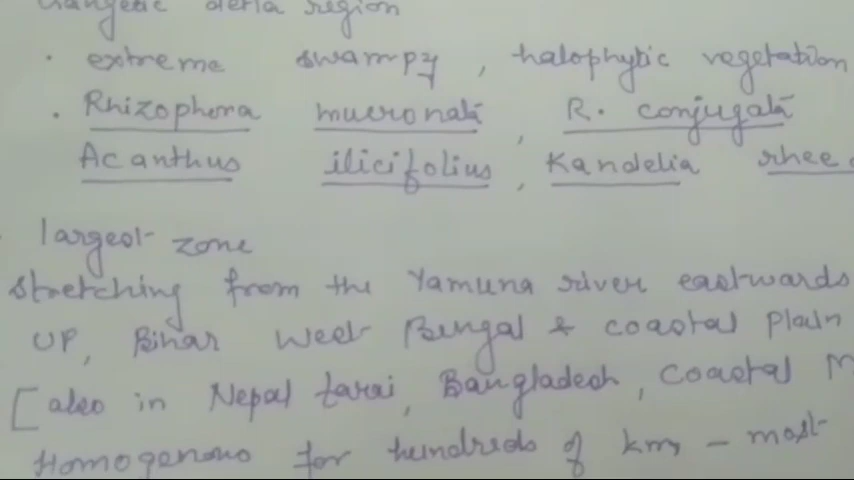 Gangetic delta region
· extreme swampy, halophytic vegetation
· Rhizophora mucronata, R. conjugata
Acanthus ilicifolius, Kandelia rhee
largest zone
stretching from the Yamuna river eastwards
UP, Bihar West Bengal & coastal plain
[also in Nepal tarai, Bangladesh, coastal M
Homogenous for hundreds of kms - most